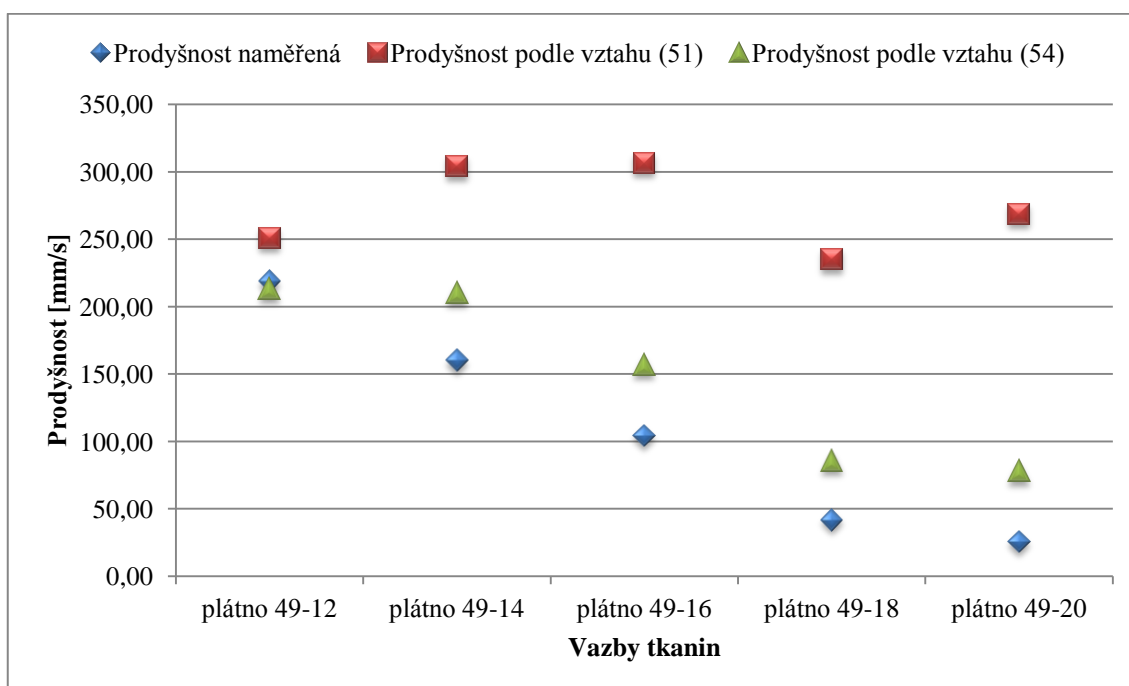 Prodyšnost naměřená Prodyšnost podle vztahu (51) Prodyšnost podle vztahu (54)
350,00
300,00
250,00
200,00
150,00
100,00
50,00
0,00
Prodyšnost [mm/s]
plátno 49-12 plátno 49-14 plátno 49-16 plátno 49-18 plátno 49-20
Vazby tkanin